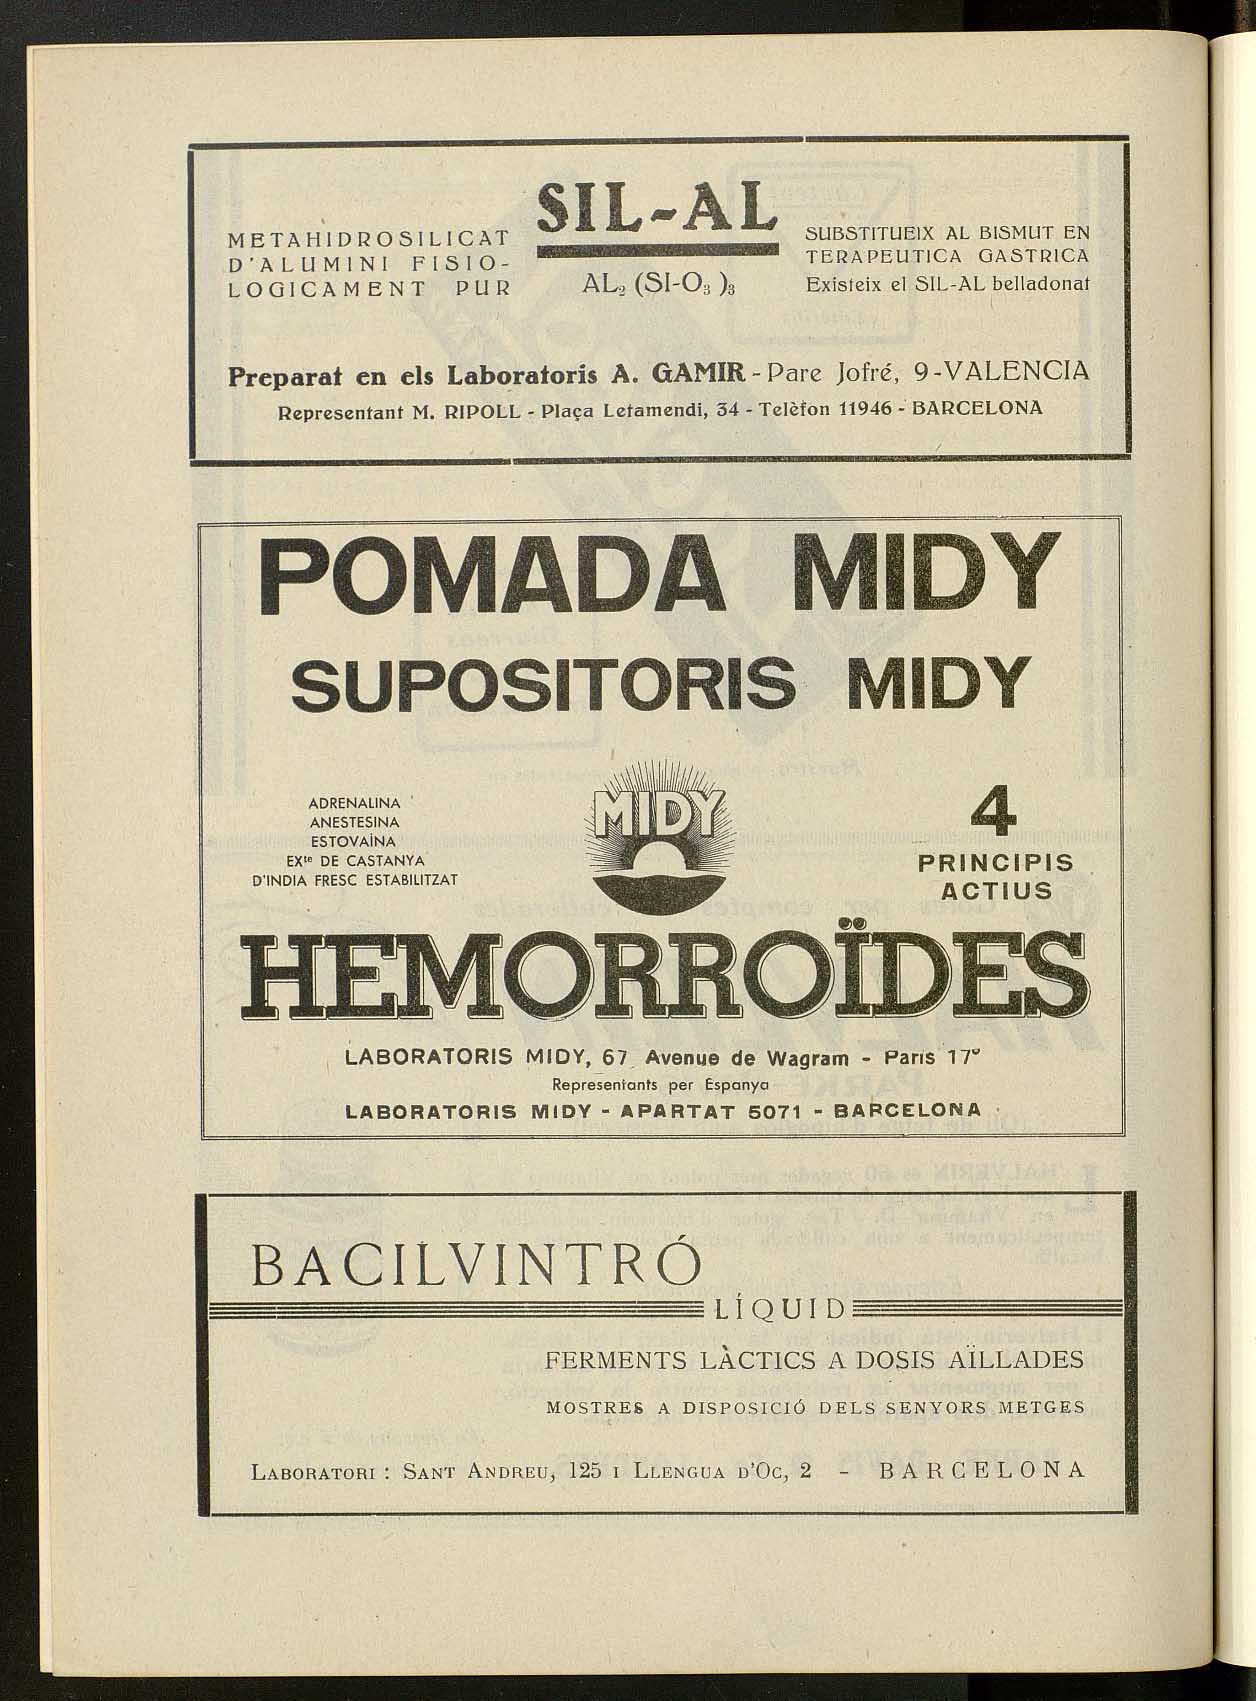 SIL-AL
METAHIDROSILICAT
D'ALUMINI FISIO-
LOGICAMENT PUR
AL₂ (SI-O₃)₃
SUBSTITUEIX AL BISMUT EN
TERAPEUTICA GASTRICA
Existeix el SIL-AL belladonat
Preparat en els Laboratoris A. GAMIR - Pare Jofré, 9 - VALENCIA
Representant M. RIPOLL - Plaça Letamendi, 34 - Telèfon 11946 - BARCELONA
POMADA MIDY
SUPOSITORIS MIDY
ADRENALINA
ANESTESINA
ESTOVAÏNA
EXte DE CASTANYA
D'INDIA FRESC ESTABILITZAT
MIDY
4
PRINCIPIS
ACTIUS
HEMORROÏDES
LABORATORIS MIDY, 67 Avenue de Wagram - Paris 17e
Representants per Espanya
LABORATORIS MIDY - APARTAT 5071 - BARCELONA
BACILVINTRÓ
LÍQUID
FERMENTS LÀCTICS A DOSIS AÏLLADES
MOSTRES A DISPOSICIÓ DELS SENYORS METGES
LABORATORI : SANT ANDREU, 125 I LLENGUA D'OC, 2 - BARCELONA